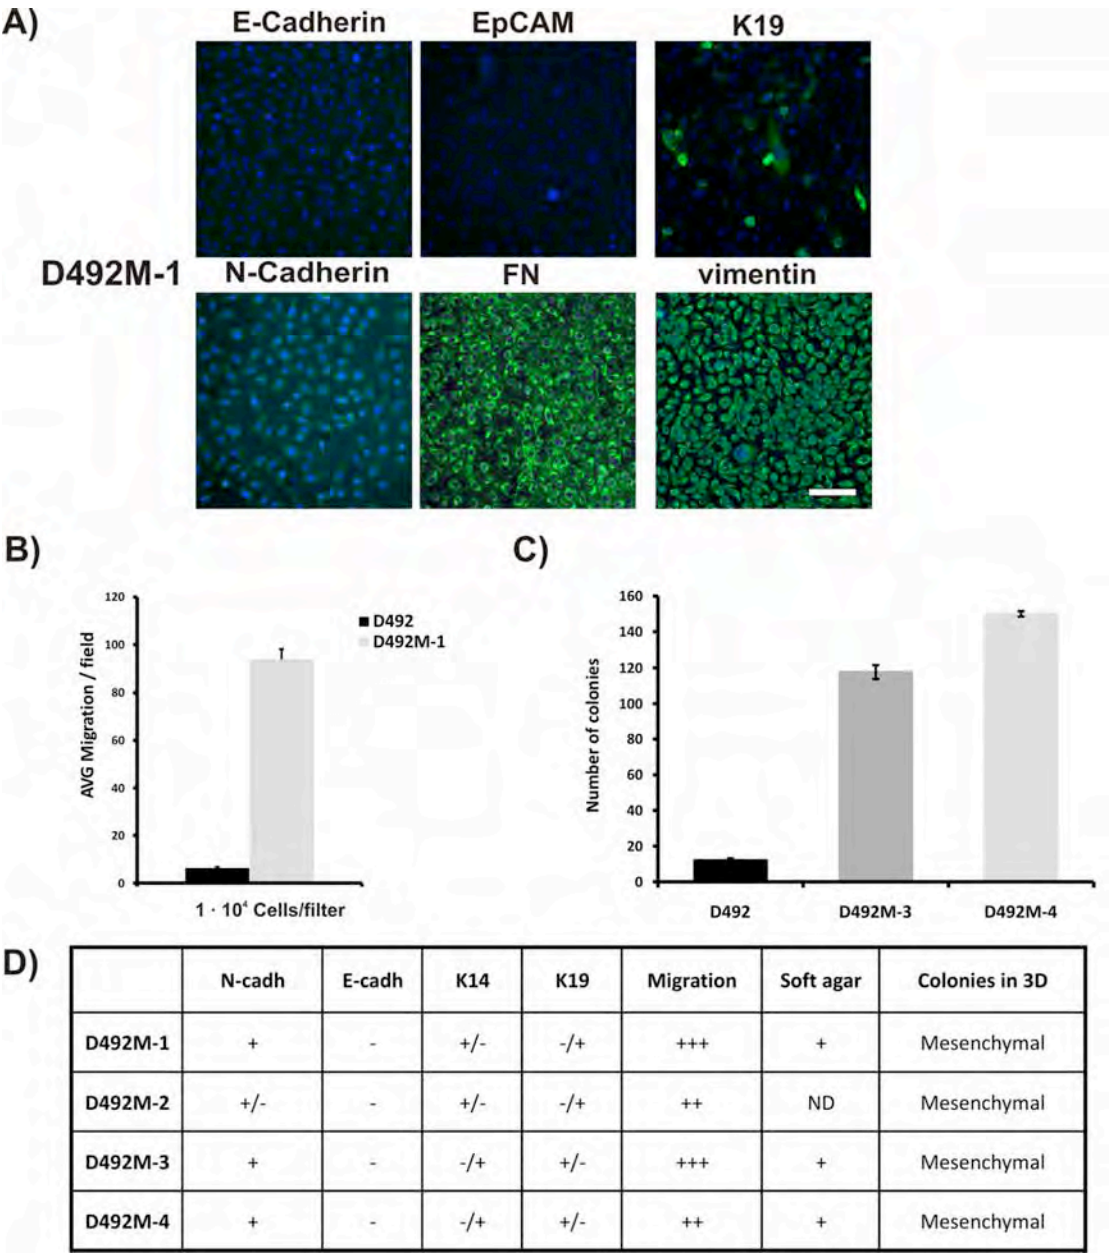 A)
E-Cadherin EpCAM K19
D492M-1
N-Cadherin FN vimentin
B)
AVG Migration / field
120
100
80
60
40
20
0
D492
D492M-1
1 · 10⁴ Cells/filter
C)
Number of colonies
160
140
120
100
80
60
40
20
0
D492 D492M-3 D492M-4
D)
N-cadh E-cadh K14 K19 Migration Soft agar Colonies in 3D
D492M-1 + - +/- -/+ +++ + Mesenchymal
D492M-2 +/- - +/- -/+ ++ ND Mesenchymal
D492M-3 + - -/+ +/- +++ + Mesenchymal
D492M-4 + - -/+ +/- ++ + Mesenchymal